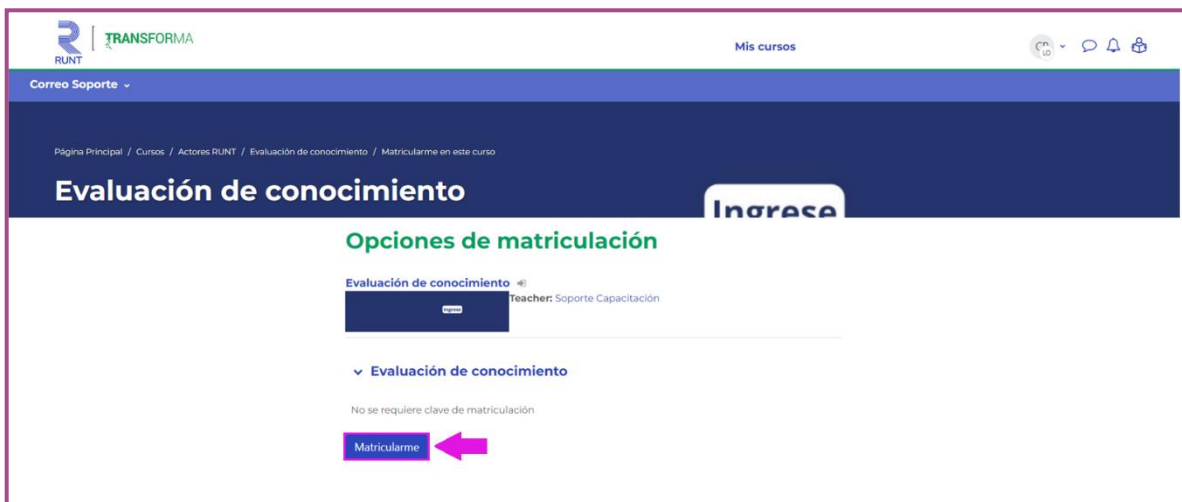 RUNT
TRANSFORMA
Mis cursos
Correo Soporte
Página Principal / Cursos / Actores RUNT / Evaluación de conocimiento / Matricularme en este curso
Evaluación de conocimiento
Ingrese
Opciones de matriculación
Evaluación de conocimiento
Ingrese
Teacher: Soporte Capacitación
Evaluación de conocimiento
No se requiere clave de matriculación
Matricularme